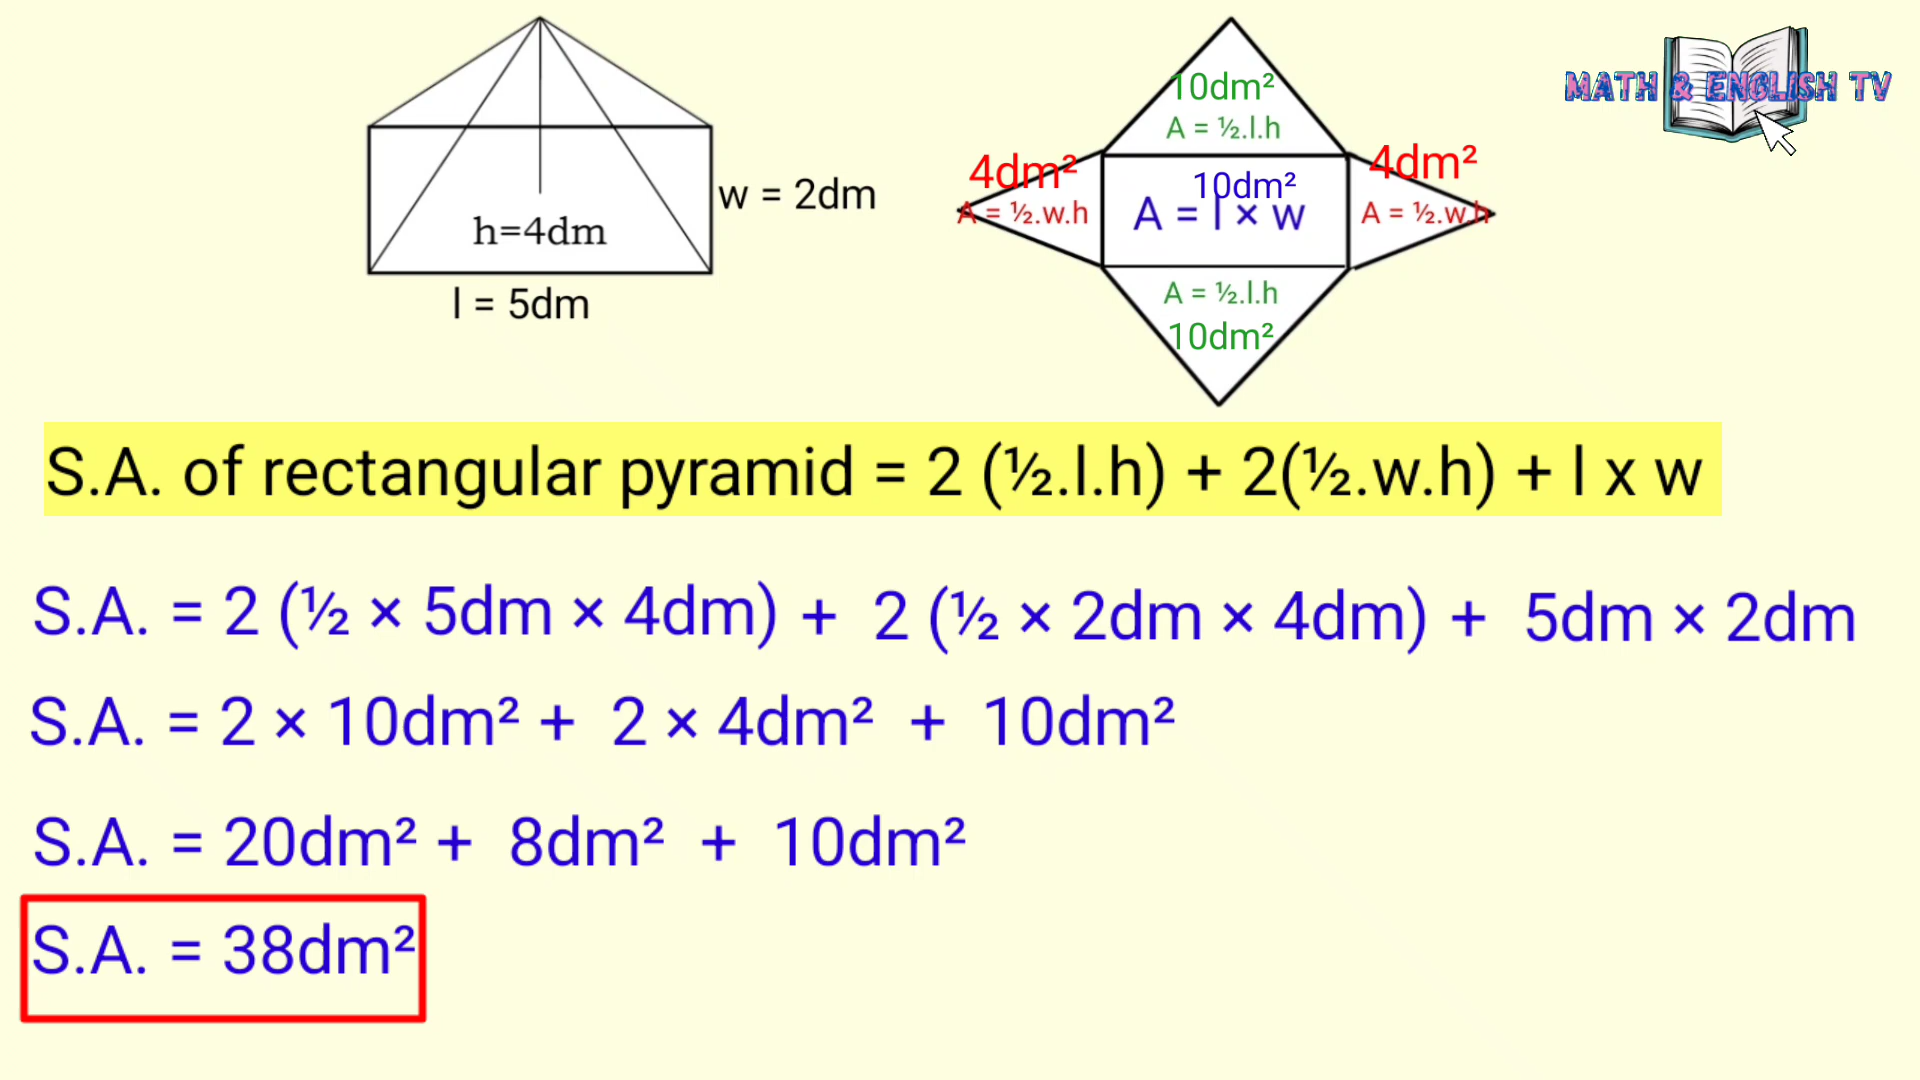 MATH & ENGLISH TV
w = 2dm
h=4dm
l = 5dm
10dm²
A = ½.l.h
4dm²
A = ½.w.h
10dm²
A = l × w
4dm²
A = ½.w.h
A = ½.l.h
10dm²
S.A. of rectangular pyramid = 2 (½.l.h) + 2(½.w.h) + l x w
S.A. = 2 (½ × 5dm × 4dm) + 2 (½ × 2dm × 4dm) + 5dm × 2dm
S.A. = 2 × 10dm² + 2 × 4dm² + 10dm²
S.A. = 20dm² + 8dm² + 10dm²
S.A. = 38dm²